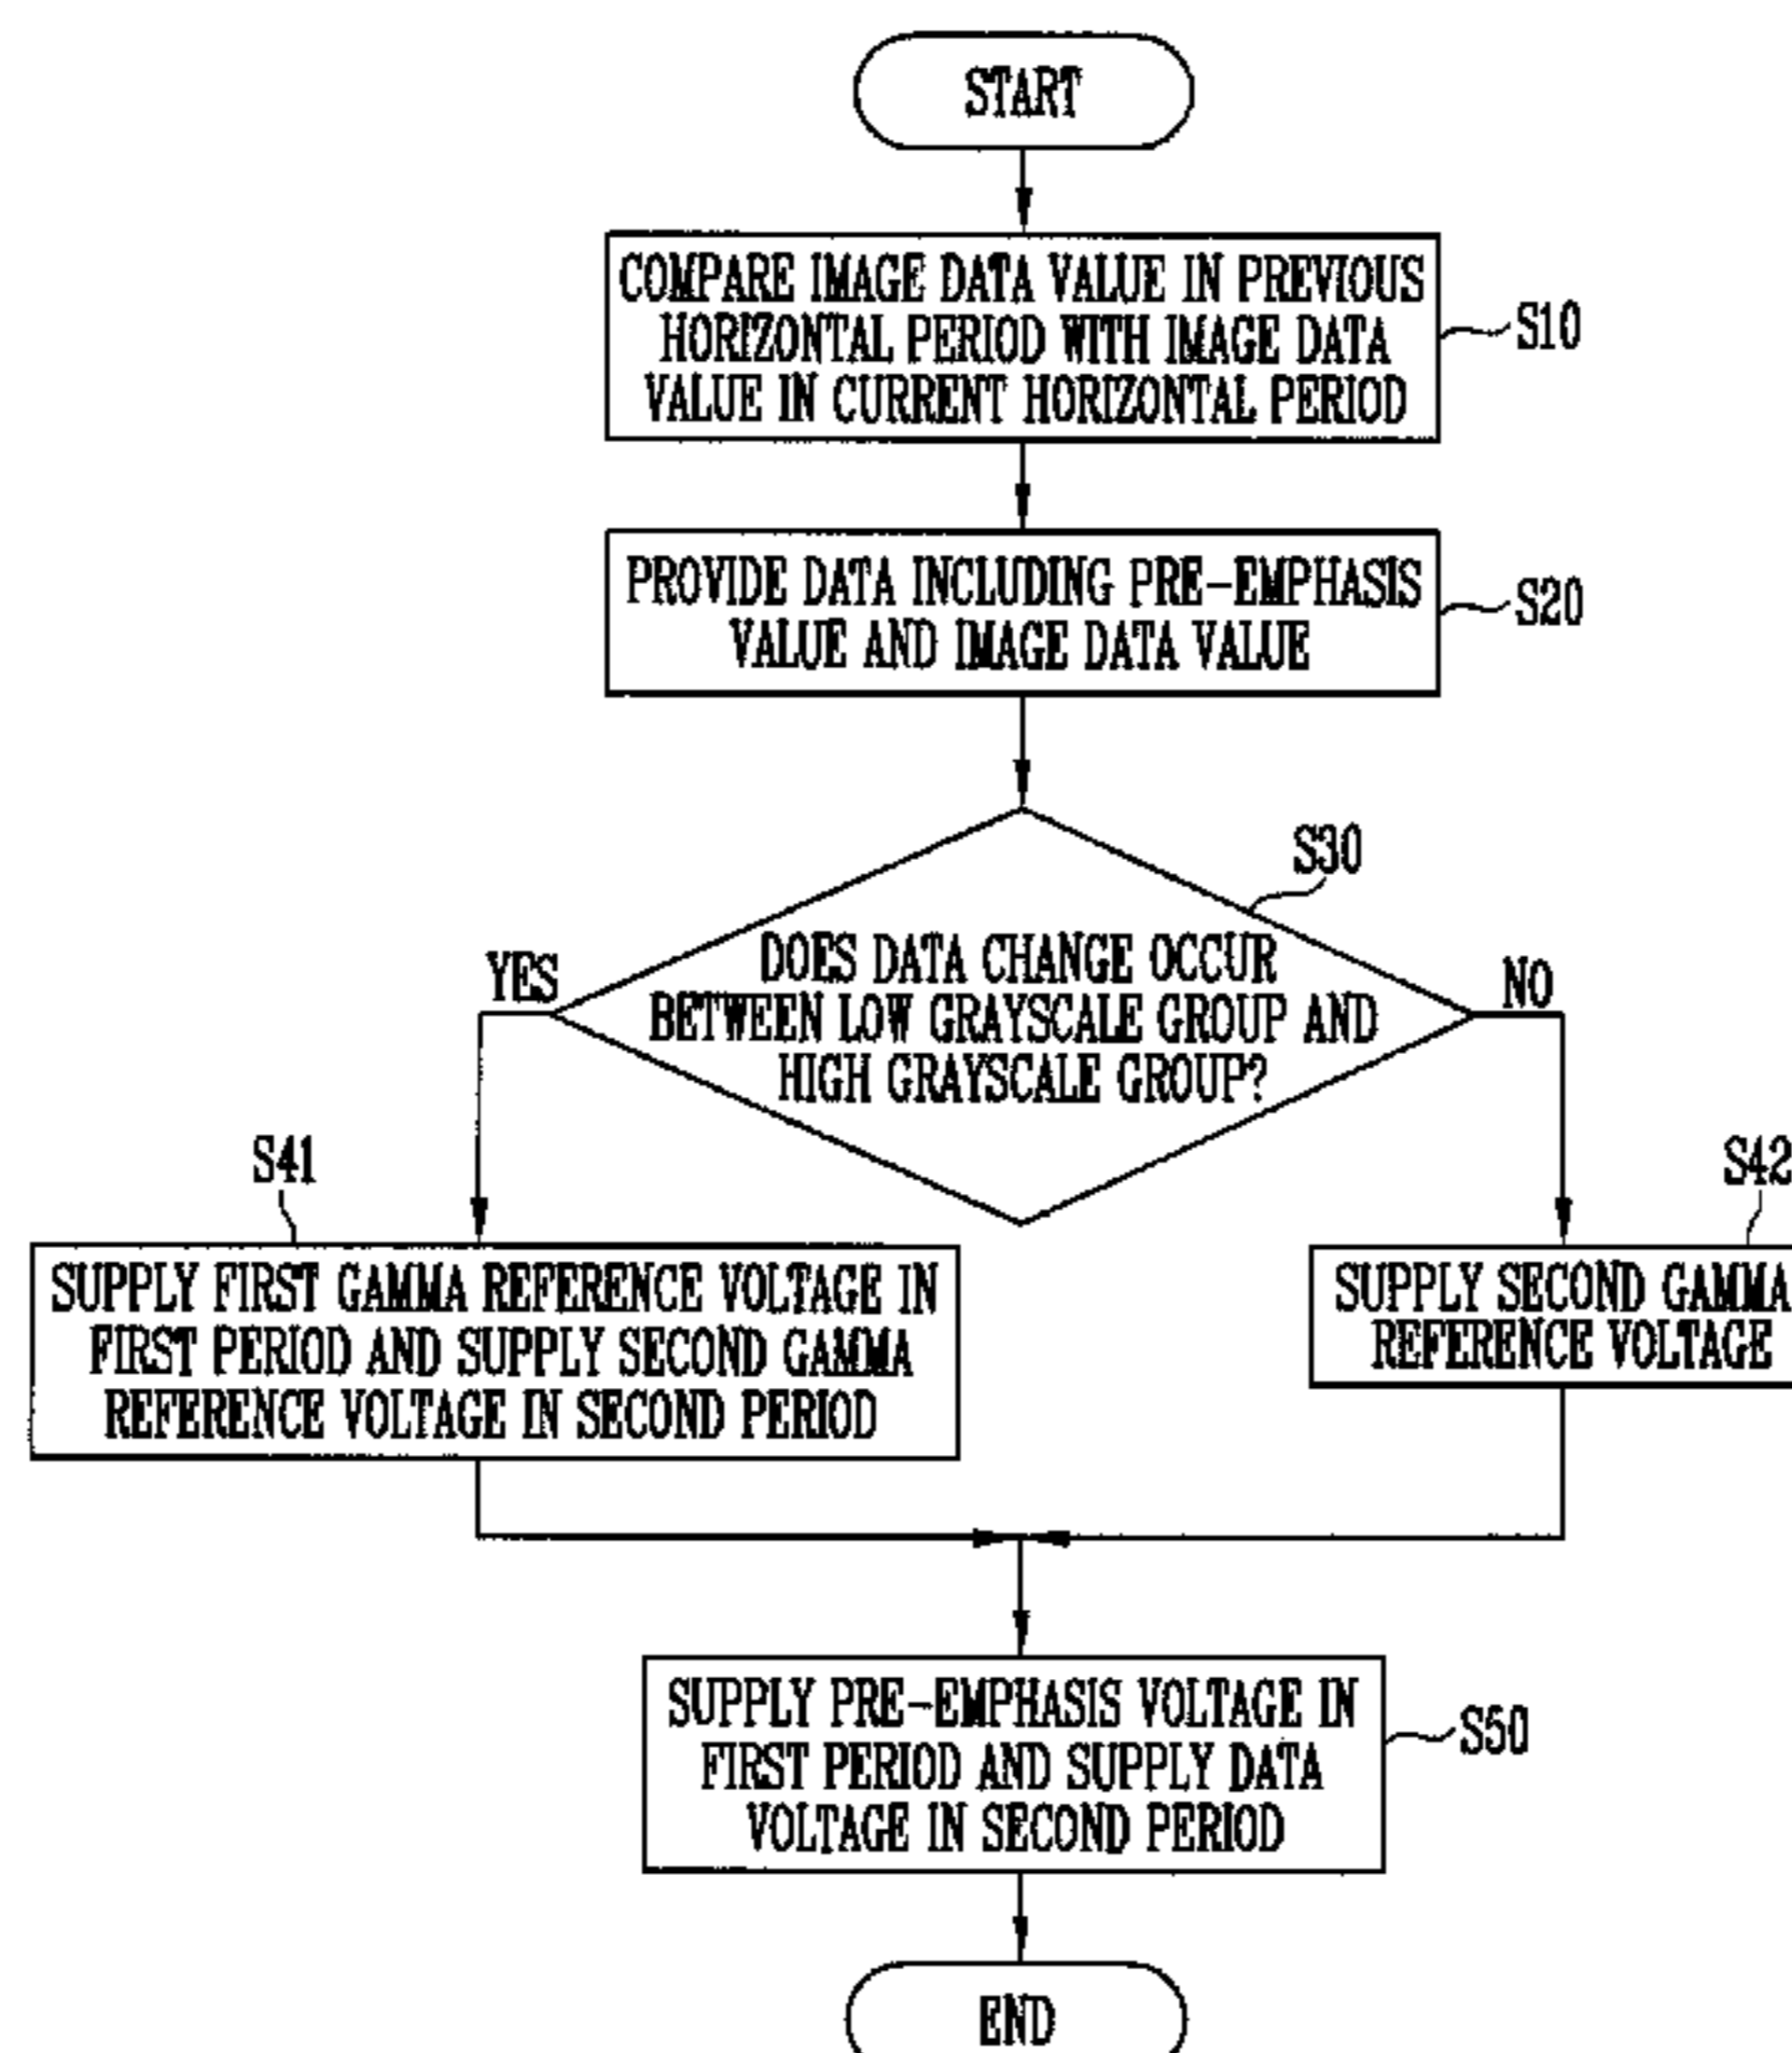 START
COMPARE IMAGE DATA VALUE IN PREVIOUS
HORIZONTAL PERIOD WITH IMAGE DATA
VALUE IN CURRENT HORIZONTAL PERIOD
S10
PROVIDE DATA INCLUDING PRE-EMPHASIS
VALUE AND IMAGE DATA VALUE
S20
S30
DOES DATA CHANGE OCCUR
BETWEEN LOW GRAYSCALE GROUP AND
HIGH GRAYSCALE GROUP?
YES
NO
S41
SUPPLY FIRST GAMMA REFERENCE VOLTAGE IN
FIRST PERIOD AND SUPPLY SECOND GAMMA
REFERENCE VOLTAGE IN SECOND PERIOD
S42
SUPPLY SECOND GAMMA
REFERENCE VOLTAGE
SUPPLY PRE-EMPHASIS VOLTAGE IN
FIRST PERIOD AND SUPPLY DATA
VOLTAGE IN SECOND PERIOD
S50
END